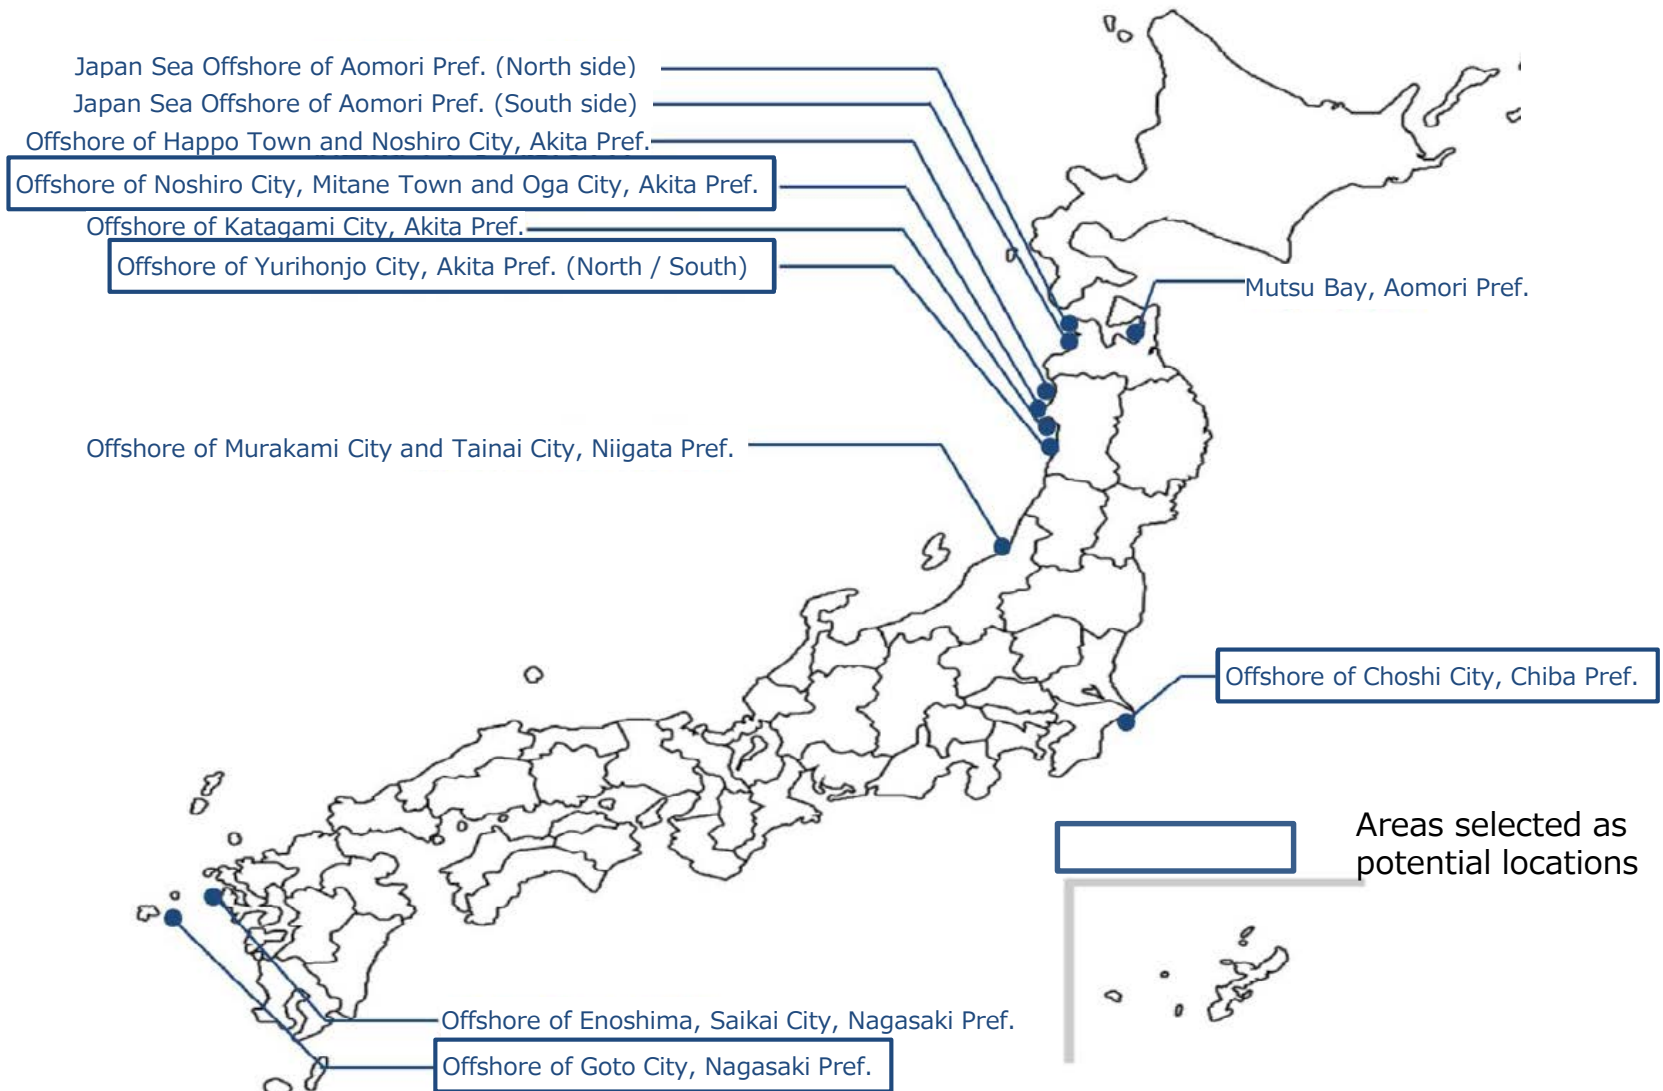 Japan Sea Offshore of Aomori Pref. (North side)
Japan Sea Offshore of Aomori Pref. (South side)
Offshore of Happo Town and Noshiro City, Akita Pref.
Offshore of Noshiro City, Mitane Town and Oga City, Akita Pref.
Offshore of Katagami City, Akita Pref.
Offshore of Yurihonjo City, Akita Pref. (North / South)
Mutsu Bay, Aomori Pref.
Offshore of Murakami City and Tainai City, Niigata Pref.
Offshore of Choshi City, Chiba Pref.
Areas selected as
potential locations
Offshore of Enoshima, Saikai City, Nagasaki Pref.
Offshore of Goto City, Nagasaki Pref.